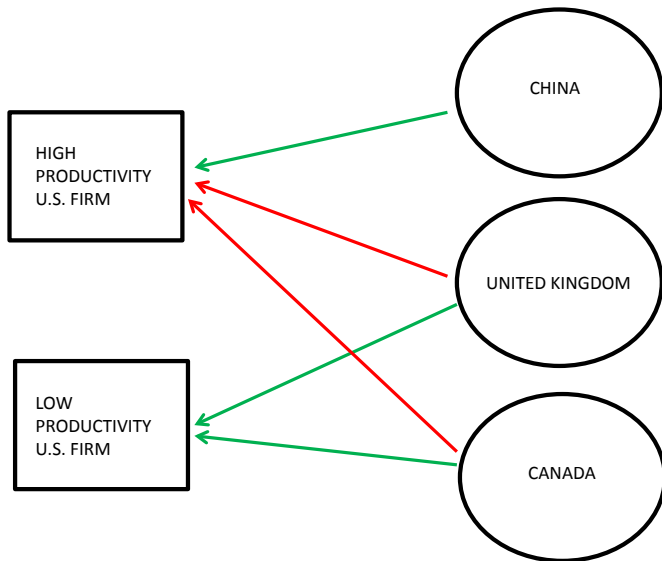 HIGH
PRODUCTIVITY
U.S. FIRM
LOW
PRODUCTIVITY
U.S. FIRM
CHINA
UNITED KINGDOM
CANADA